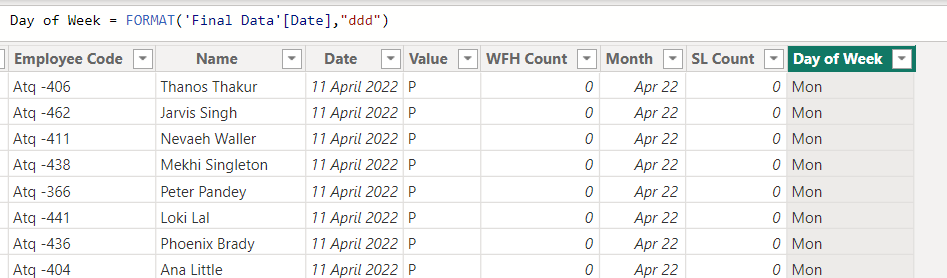 Day of Week = FORMAT('Final Data'[Date],"ddd")
Employee Code Name Date Value WFH Count Month SL Count Day of Week
Atq -406 Thanos Thakur 11 April 2022 P 0 Apr 22 0 Mon
Atq -462 Jarvis Singh 11 April 2022 P 0 Apr 22 0 Mon
Atq -411 Nevaeh Waller 11 April 2022 P 0 Apr 22 0 Mon
Atq -438 Mekhi Singleton 11 April 2022 P 0 Apr 22 0 Mon
Atq -366 Peter Pandey 11 April 2022 P 0 Apr 22 0 Mon
Atq -441 Loki Lal 11 April 2022 P 0 Apr 22 0 Mon
Atq -436 Phoenix Brady 11 April 2022 P 0 Apr 22 0 Mon
Atq -404 Ana Little 11 April 2022 P 0 Apr 22 0 Mon